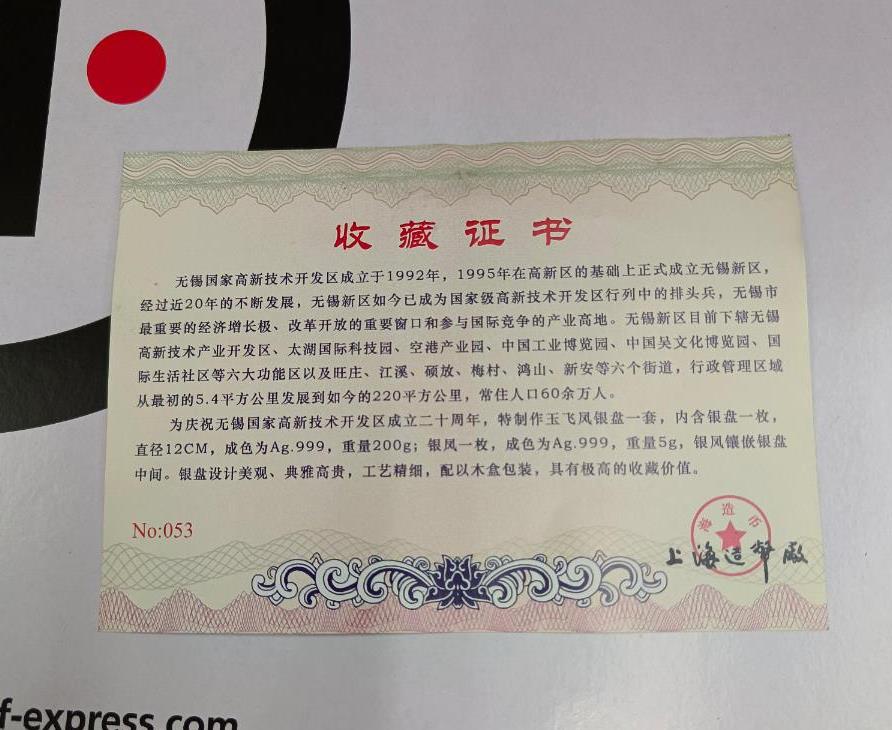 收藏证书
无锡国家高新技术开发区成立于1992年，1995年在高新区的基础上正式成立无锡新区，
经过近20年的不断发展，无锡新区如今已成为国家级高新技术开发区行列中的排头兵，无锡市
最重要的经济增长极、改革开放的重要窗口和参与国际竞争的产业高地。无锡新区目前下辖无锡
高新技术产业开发区、太湖国际科技园、空港产业园、中国工业博览园、中国吴文化博览园、国
际生活社区等六大功能区以及旺庄、江溪、硕放、梅村、鸿山、新安等六个街道，行政管理区域
从最初的5.4平方公里发展到如今的220平方公里，常住人口60余万人。
为庆祝无锡国家高新技术开发区成立二十周年，特制作玉飞凤银盘一套，内含银盘一枚，
直径12CM，成色为Ag.999，重量200g；银凤一枚，成色为Ag.999，重量5g，银凤镶嵌银盘
中间。银盘设计美观、典雅高贵，工艺精细，配以木盒包装，具有极高的收藏价值。
No:053
港造币
上海造幣廠
f-express.com